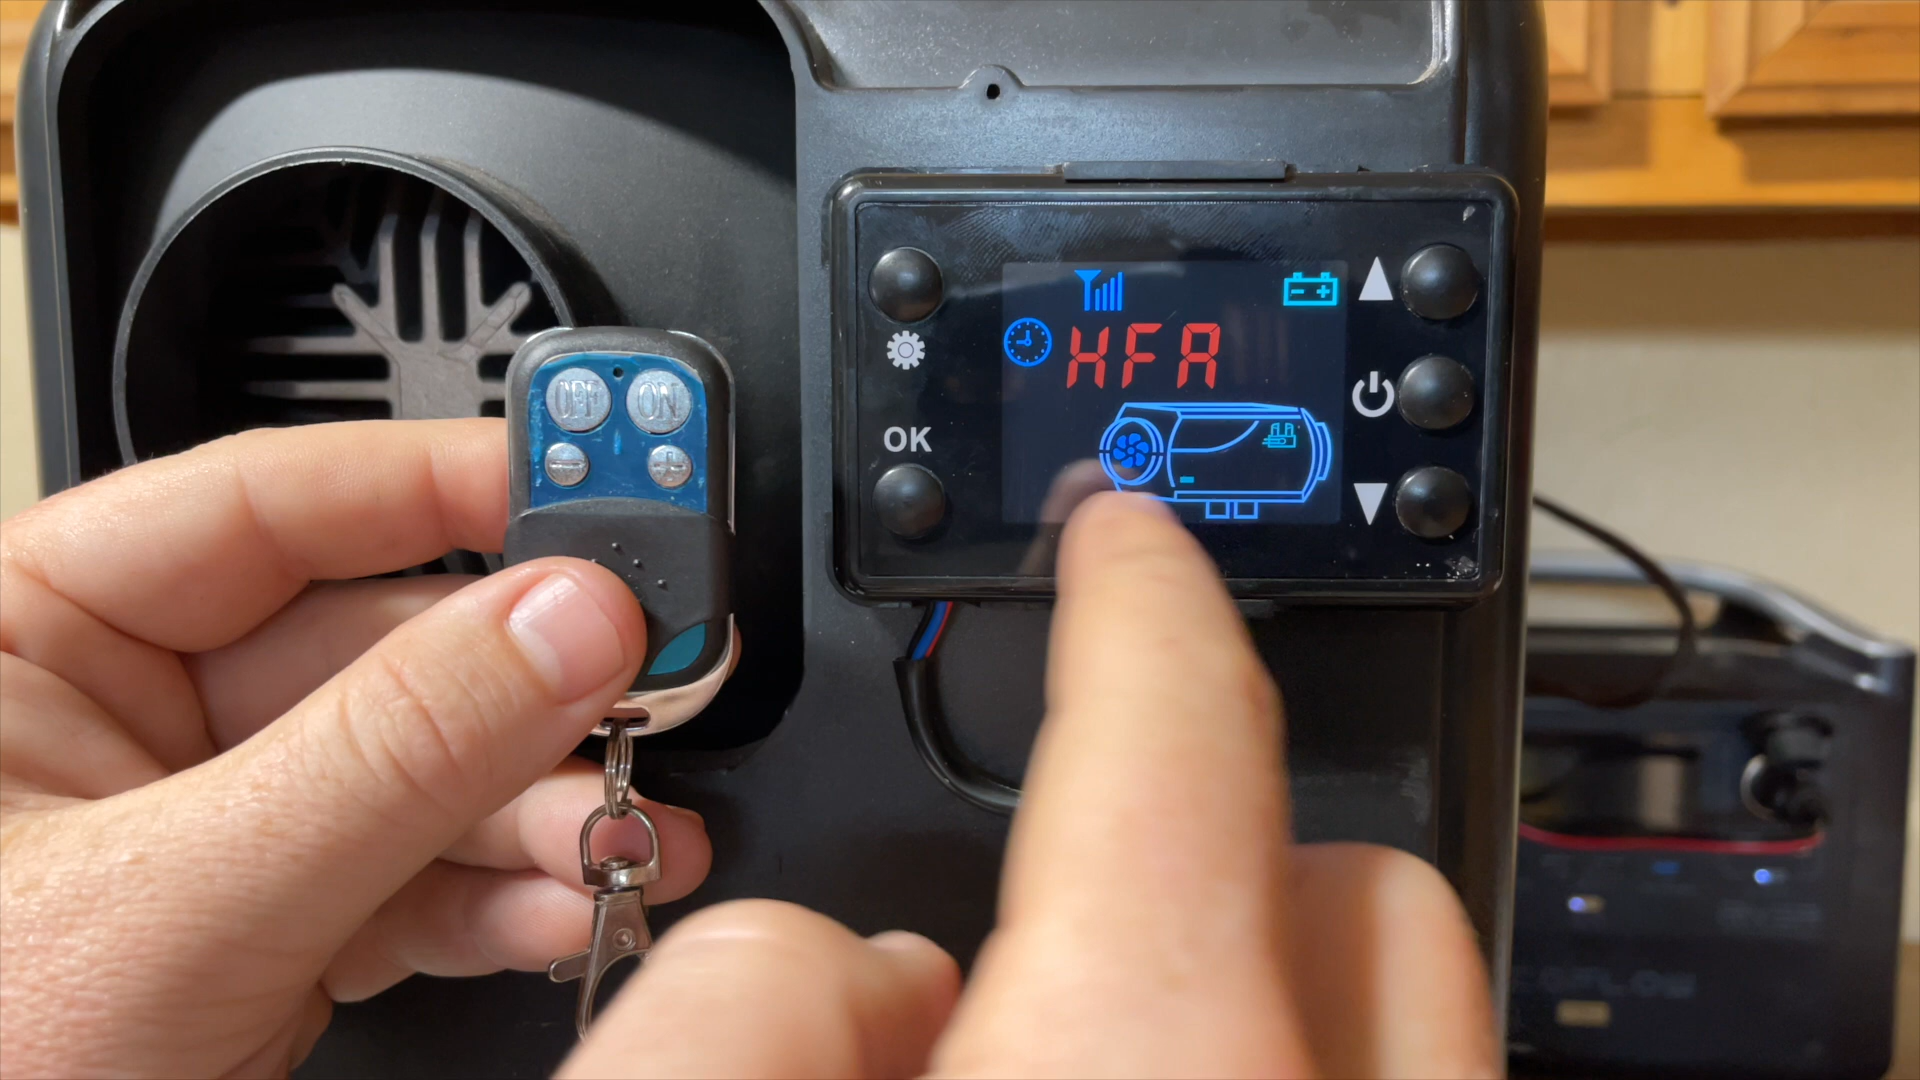 OFF ON
- +
HFA
- +
OK